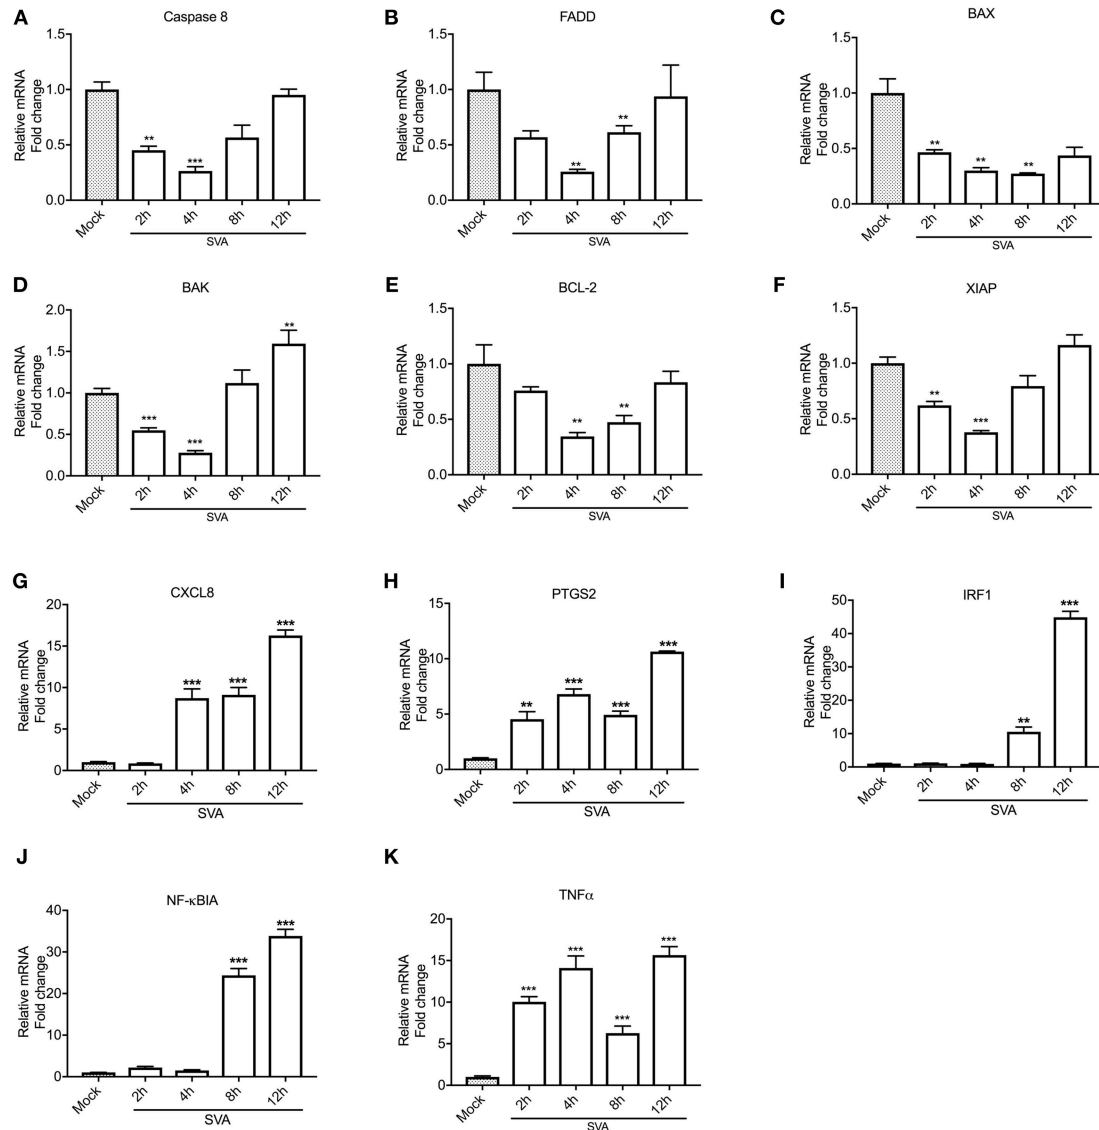 A
Caspase 8
Relative mRNA
Fold change
1.5
1.0
0.5
0.0
Mock
2h
4h
8h
12h
SVA
**
***
B
FADD
Relative mRNA
Fold change
1.5
1.0
0.5
0.0
Mock
2h
4h
8h
12h
SVA
**
**
C
BAX
Relative mRNA
Fold change
1.5
1.0
0.5
0.0
Mock
2h
4h
8h
12h
SVA
**
**
**
D
BAK
Relative mRNA
Fold change
2.0
1.5
1.0
0.5
0.0
Mock
2h
4h
8h
12h
SVA
***
***
**
E
BCL-2
Relative mRNA
Fold change
1.5
1.0
0.5
0.0
Mock
2h
4h
8h
12h
SVA
**
**
F
XIAP
Relative mRNA
Fold change
1.5
1.0
0.5
0.0
Mock
2h
4h
8h
12h
SVA
**
***
G
CXCL8
Relative mRNA
Fold change
20
15
10
5
0
Mock
2h
4h
8h
12h
SVA
***
***
***
H
PTGS2
Relative mRNA
Fold change
15
10
5
0
Mock
2h
4h
8h
12h
SVA
**
***
***
***
I
IRF1
Relative mRNA
Fold change
50
40
30
20
10
0
Mock
2h
4h
8h
12h
SVA
**
***
J
NF-κBIA
Relative mRNA
Fold change
40
30
20
10
0
Mock
2h
4h
8h
12h
SVA
***
***
K
TNFα
Relative mRNA
Fold change
20
15
10
5
0
Mock
2h
4h
8h
12h
SVA
***
***
***
***